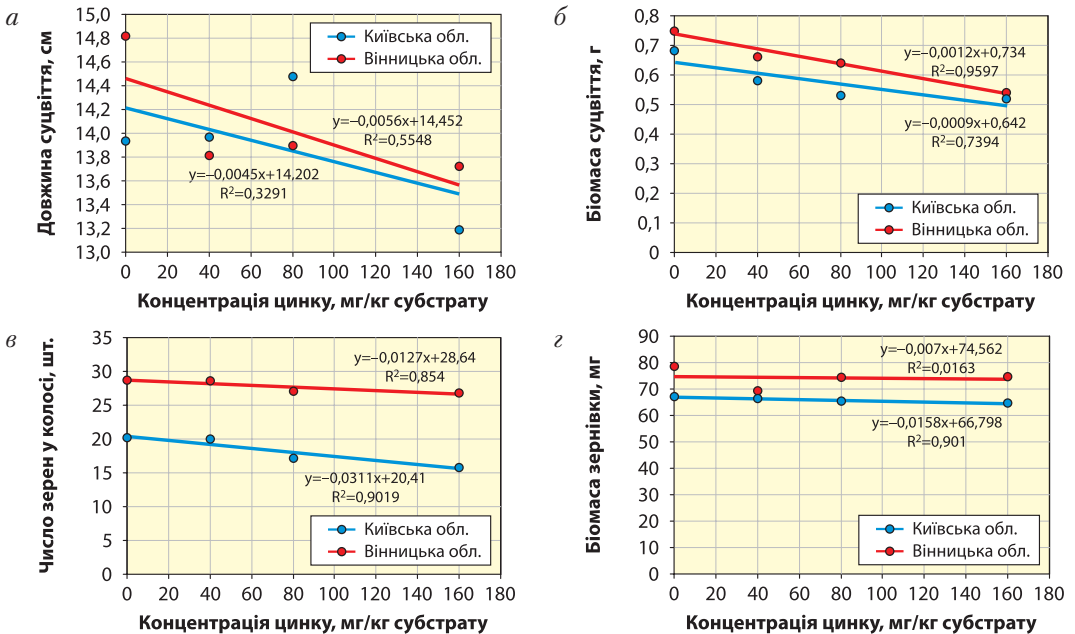 а
Довжина суцвіття, см
15,0
14,8
14,6
14,4
14,2
14,0
13,8
13,6
13,4
13,2
13,0
Київська обл.
Вінницька обл.
y=–0,0056x+14,452
R²=0,5548
y=–0,0045x+14,202
R²=0,3291
0 20 40 60 80 100 120 140 160 180
Концентрація цинку, мг/кг субстрату
б
Біомаса суцвіття, г
0,8
0,7
0,6
0,5
0,4
0,3
0,2
0,1
0
y=–0,0012x+0,734
R²=0,9597
y=–0,0009x+0,642
R²=0,7394
Київська обл.
Вінницька обл.
0 20 40 60 80 100 120 140 160 180
Концентрація цинку, мг/кг субстрату
в
Число зерен у колосі, шт.
35
30
25
20
15
10
5
0
y=–0,0127x+28,64
R²=0,854
y=–0,0311x+20,41
R²=0,9019
Київська обл.
Вінницька обл.
0 20 40 60 80 100 120 140 160 180
Концентрація цинку, мг/кг субстрату
г
Біомаса зернівки, мг
90
80
70
60
50
40
30
20
10
0
y=–0,007x+74,562
R²=0,0163
y=–0,0158x+66,798
R²=0,901
Київська обл.
Вінницька обл.
0 20 40 60 80 100 120 140 160 180
Концентрація цинку, мг/кг субстрату